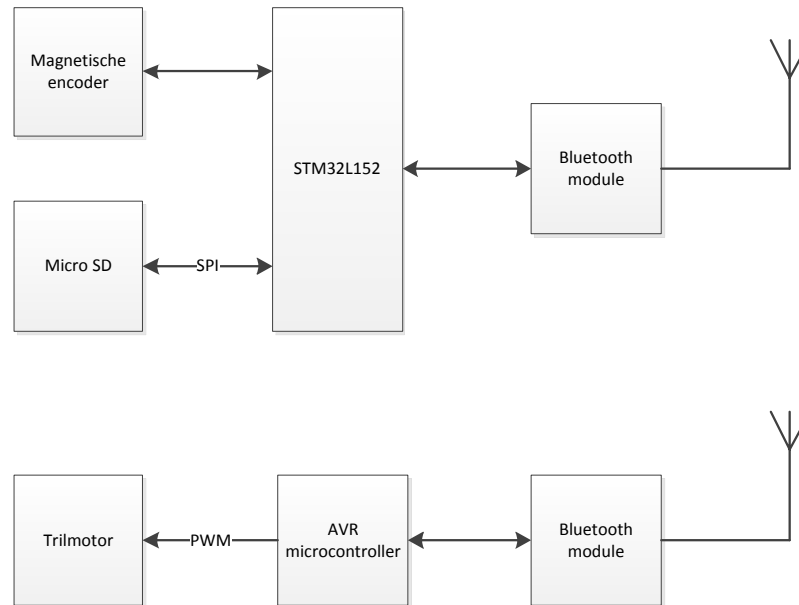 Magnetische
encoder
STM32L152
Bluetooth
module
Micro SD
SPI
Trilmotor
PWM
AVR
microcontroller
Bluetooth
module